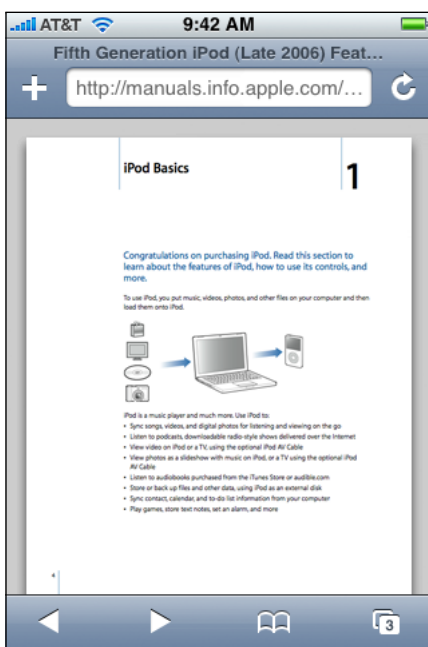 AT&T 9:42 AM
Fifth Generation iPod (Late 2006) Feat...
http://manuals.info.apple.com/...
iPod Basics 1
Congratulations on purchasing iPod. Read this section to
learn about the features of iPod, how to use its controls, and
more.
To use iPod, you put music, videos, photos, and other files on your computer and then
load them onto iPod.
iPod is a music player and much more. Use iPod to:
• Sync songs, videos, and digital photos for listening and viewing on the go
• Listen to podcasts, downloadable radio-style shows delivered over the Internet
• View video on iPod or a TV, using the optional iPod AV Cable
• View photos as a slideshow with music on iPod, or a TV using the optional iPod
AV Cable
• Listen to audiobooks purchased from the iTunes Store or audible.com
• Store or back up files and other data, using iPod as an external disk
• Sync contact, calendar, and to-do list information from your computer
• Play games, store text notes, set an alarm, and more
4
3